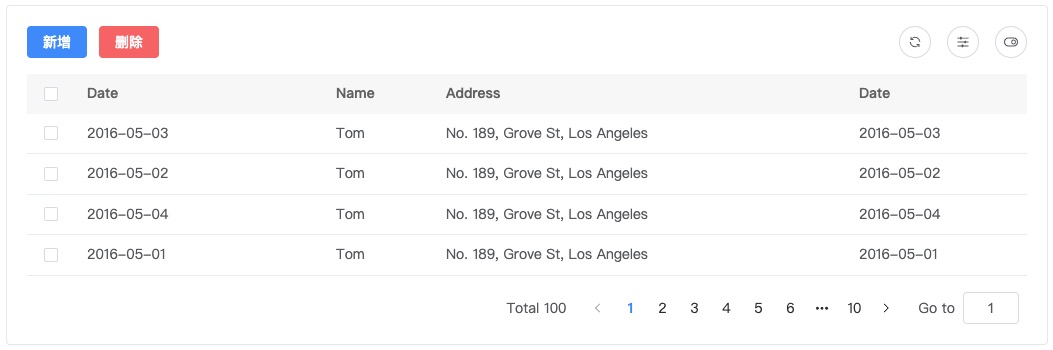 新增 删除
Date Name Address Date
2016-05-03 Tom No. 189, Grove St, Los Angeles 2016-05-03
2016-05-02 Tom No. 189, Grove St, Los Angeles 2016-05-02
2016-05-04 Tom No. 189, Grove St, Los Angeles 2016-05-04
2016-05-01 Tom No. 189, Grove St, Los Angeles 2016-05-01
Total 100 < 1 2 3 4 5 6 ••• 10 > Go to 1